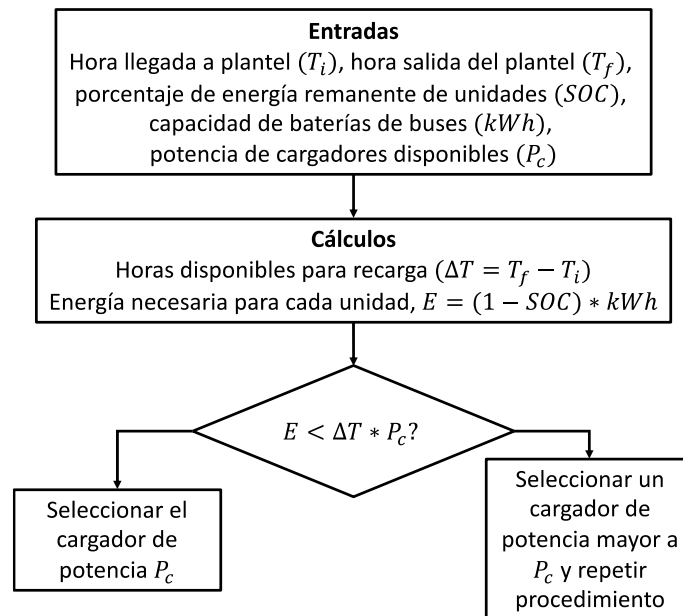 Entradas
Hora llegada a plantel (T_i), hora salida del plantel (T_f),
porcentaje de energía remanente de unidades (SOC),
capacidad de baterías de buses (kWh),
potencia de cargadores disponibles (P_c)
Cálculos
Horas disponibles para recarga (ΔT = T_f − T_i)
Energía necesaria para cada unidad, E = (1 − SOC) ∗ kWh
E < ΔT ∗ P_c?
Seleccionar el
cargador de
potencia P_c
Seleccionar un
cargador de
potencia mayor a
P_c y repetir
procedimiento